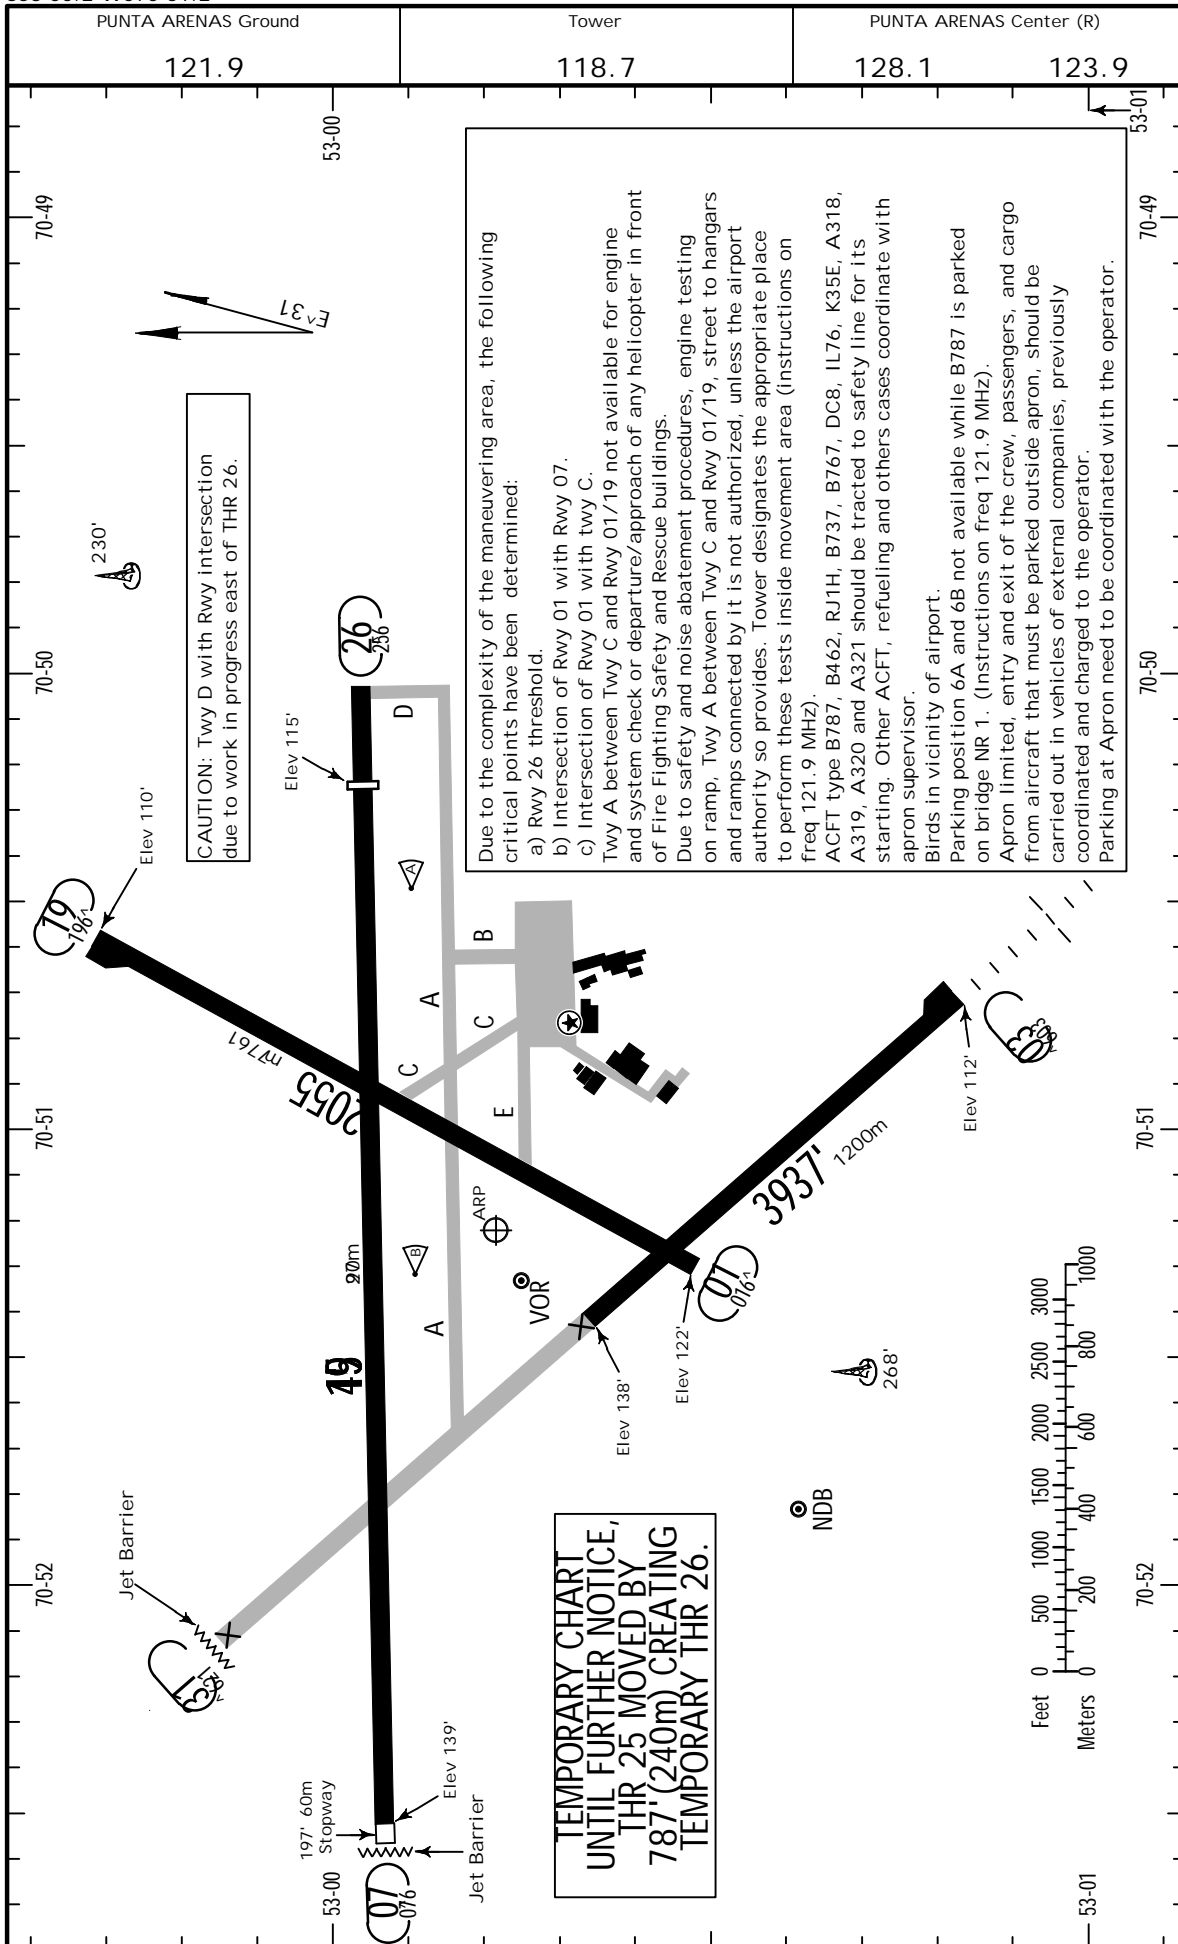 PUNTA ARENAS Ground
121.9
Tower
118.7
PUNTA ARENAS Center (R)
128.1 123.9
53-00
53-01
70-49
70-49
70-50
70-50
70-51
70-51
70-52
70-52
53-00
53-01
E^31
230'
CAUTION: Twy D with Rwy intersection
due to work in progress east of THR 26.
Due to the complexity of the maneuvering area, the following
critical points have been determined:
a) Rwy 26 threshold.
b) Intersection of Rwy 01 with Rwy 07.
c) Intersection of Rwy 01 with twy C.
Twy A between Twy C and Rwy 01/19 not available for engine
and system check or departure/approach of any helicopter in front
of Fire Fighting Safety and Rescue buildings.
Due to safety and noise abatement procedures, engine testing
on ramp, Twy A between Twy C and Rwy 01/19, street to hangars
and ramps connected by it is not authorized, unless the airport
authority so provides. Tower designates the appropriate place
to perform these tests inside movement area (instructions on
freq 121.9 MHz).
ACFT type B787, B462, RJ1H, B737, B767, DC8, IL76, K35E, A318,
A319, A320 and A321 should be tracted to safety line for its
starting. Other ACFT, refueling and others cases coordinate with
apron supervisor.
Birds in vicinity of airport.
Parking position 6A and 6B not available while B787 is parked
on bridge NR 1. (Instructions on freq 121.9 MHz).
Apron limited, entry and exit of the crew, passengers, and cargo
from aircraft that must be parked outside apron, should be
carried out in vehicles of external companies, previously
coordinated and charged to the operator.
Parking at Apron need to be coordinated with the operator.
26
256
D
Elev 115'
Elev 110'
19
196^
A
B
A
C
C
E
m7761
2055
ARP
B
VOR
A
Elev 112'
3937'
1200m
01
016^
Elev 122'
Elev 138'
268'
NDB
Jet Barrier
197' 60m
Stopway
Elev 139'
Jet Barrier
07
076
TEMPORARY CHART
UNTIL FURTHER NOTICE,
THR 25 MOVED BY
787' (240m) CREATING
TEMPORARY THR 26.
Feet 0 500 1000 1500 2000 2500 3000
Meters 0 200 400 600 800 1000